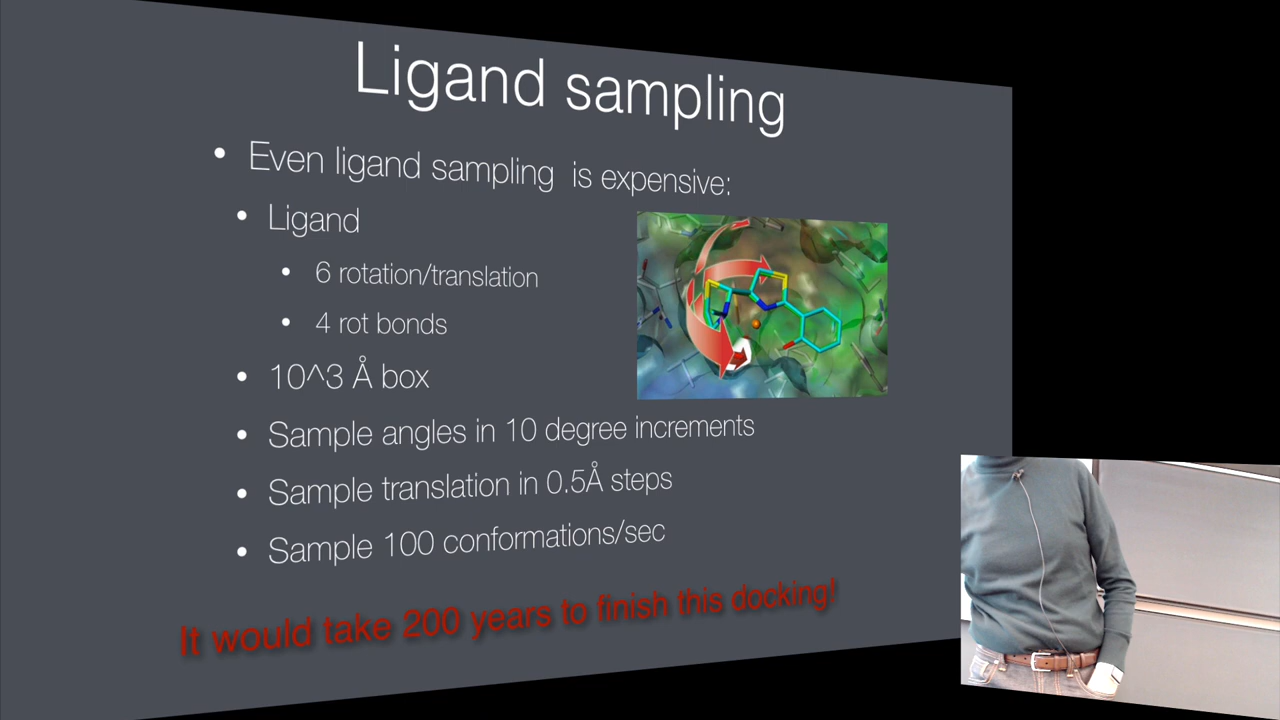 Ligand sampling
• Even ligand sampling is expensive:
• Ligand
• 6 rotation/translation
• 4 rot bonds
• 10^3 Å box
• Sample angles in 10 degree increments
• Sample translation in 0.5Å steps
• Sample 100 conformations/sec
It would take 200 years to finish this docking!